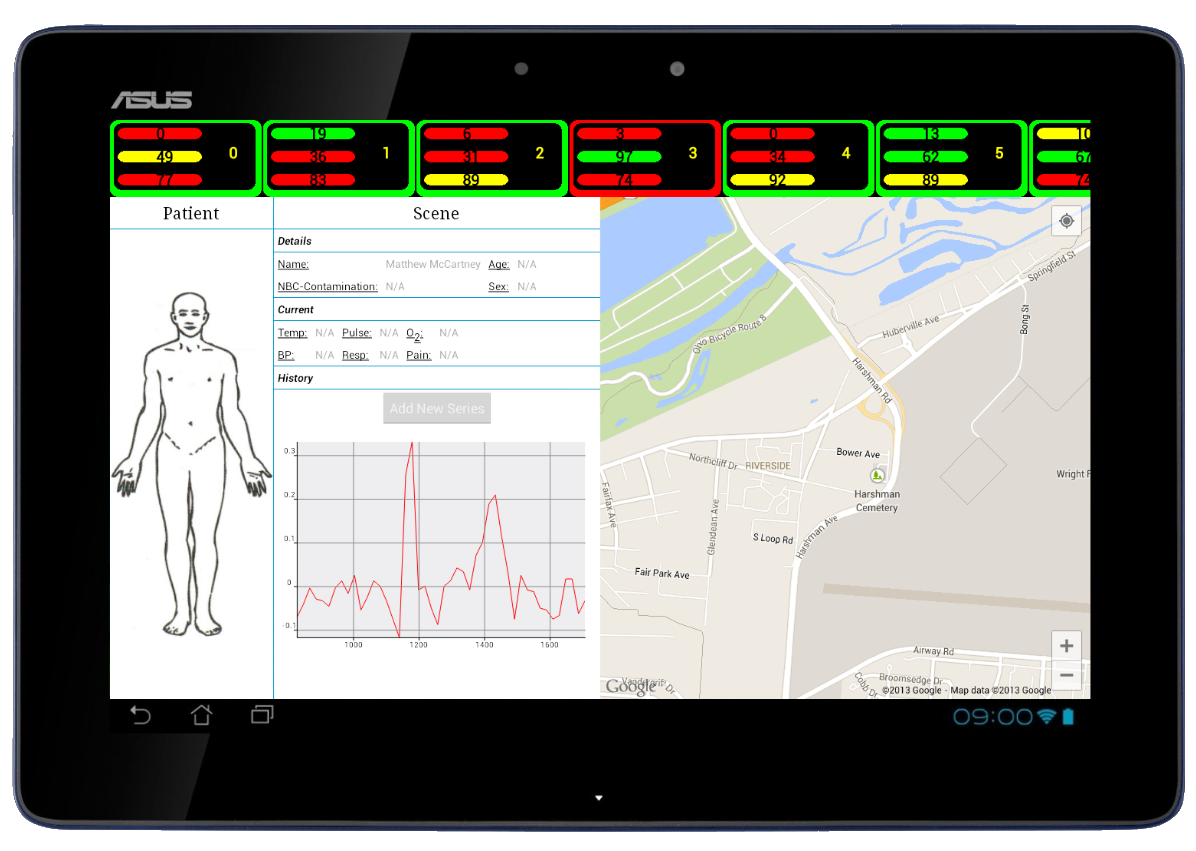 ASUS
0 19 6 3 0 13 10
49 0 36 1 31 2 97 3 34 4 62 5 67
77 83 89 74 92 89 74
Patient Scene
Details
Name: Matthew McCartney Age: N/A
NBC-Contamination: N/A Sex: N/A
Current
Temp: N/A Pulse: N/A O2: N/A
BP: N/A Resp: N/A Pain: N/A
History
Add New Series
0.3
0.2
0.1
0
-0.1
1000 1200 1400 1600
Springfield St
Bong St
Huberville Ave
Ohio Bicycle Route 8
Harshman Rd
Bower Ave
Northcliff Dr
RIVERSIDE
Wright
Harshman
Cemetery
Fairfax Ave
Glendean Ave
S Loop Rd
Harshman Ave
Fair Park Ave
+
Airway Rd
−
Broomsedge Dr
Cobb Dr
Vandergrift Dr
Google
©2013 Google - Map data ©2013 Google
09:00